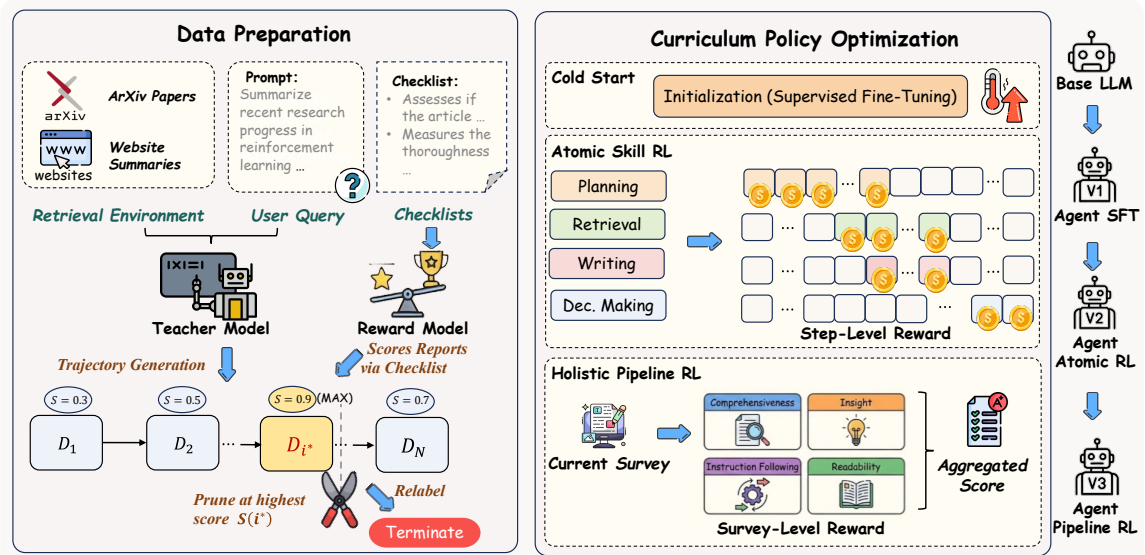 Data Preparation
arXiv
ArXiv Papers
www
websites
Website
Summaries
Prompt:
Summarize
recent research
progress in
reinforcement
learning ...
?
Checklist:
• Assesses if
the article ...
• Measures the
thoroughness
...
Retrieval Environment
User Query
Checklists
|X|=|
Teacher Model
Reward Model
Trajectory Generation
Scores Reports
via Checklist
S = 0.3
S = 0.5
S = 0.9
(MAX)
S = 0.7
D₁
D₂
...
D_{i*}
D_N
Prune at highest
score S(i*)
Relabel
Terminate
Curriculum Policy Optimization
Cold Start
Initialization (Supervised Fine-Tuning)
Atomic Skill RL
Planning
Retrieval
Writing
Dec. Making
$ $ $ ... $ ...
... $ $ ... $ ...
... $ ... $ ...
... ... $ $
Step-Level Reward
Holistic Pipeline RL
Current Survey
Comprehensiveness
Insight
Instruction Following
Readability
Survey-Level Reward
A+
Aggregated
Score
Base LLM
V1
Agent SFT
V2
Agent
Atomic RL
V3
Agent
Pipeline RL